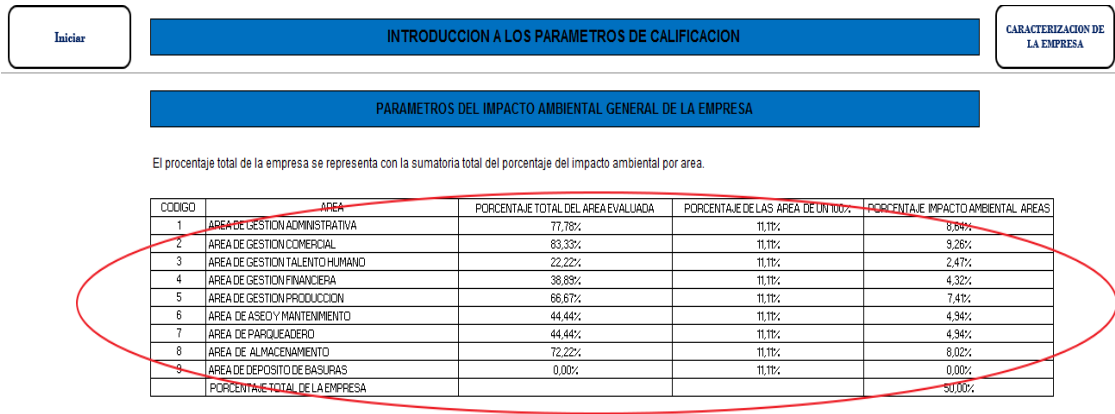 Iniciar
INTRODUCCION A LOS PARAMETROS DE CALIFICACION
CARACTERIZACION DE
LA EMPRESA
PARAMETROS DEL IMPACTO AMBIENTAL GENERAL DE LA EMPRESA
El procentaje total de la empresa se representa con la sumatoria total del porcentaje del impacto ambiental por area.
CODIGO AREA PORCENTAJE TOTAL DEL AREA EVALUADA PORCENTAJE DE LAS AREA DE UN 100% PORCENTAJE IMPACTO AMBIENTAL AREAS
1 AREA DE GESTION ADMINISTRATIVA 77,78% 11,11% 8,64%
2 AREA DE GESTION COMERCIAL 83,33% 11,11% 9,26%
3 AREA DE GESTION TALENTO HUMANO 22,22% 11,11% 2,47%
4 AREA DE GESTION FINANCIERA 38,89% 11,11% 4,32%
5 AREA DE GESTION PRODUCCION 66,67% 11,11% 7,41%
6 AREA DE ASEO Y MANTENIMIENTO 44,44% 11,11% 4,94%
7 AREA DE PARQUEADERO 44,44% 11,11% 4,94%
8 AREA DE ALMACENAMIENTO 72,22% 11,11% 8,02%
9 AREA DE DEPOSITO DE BASURAS 0,00% 11,11% 0,00%
PORCENTAJE TOTAL DE LA EMPRESA 50,00%